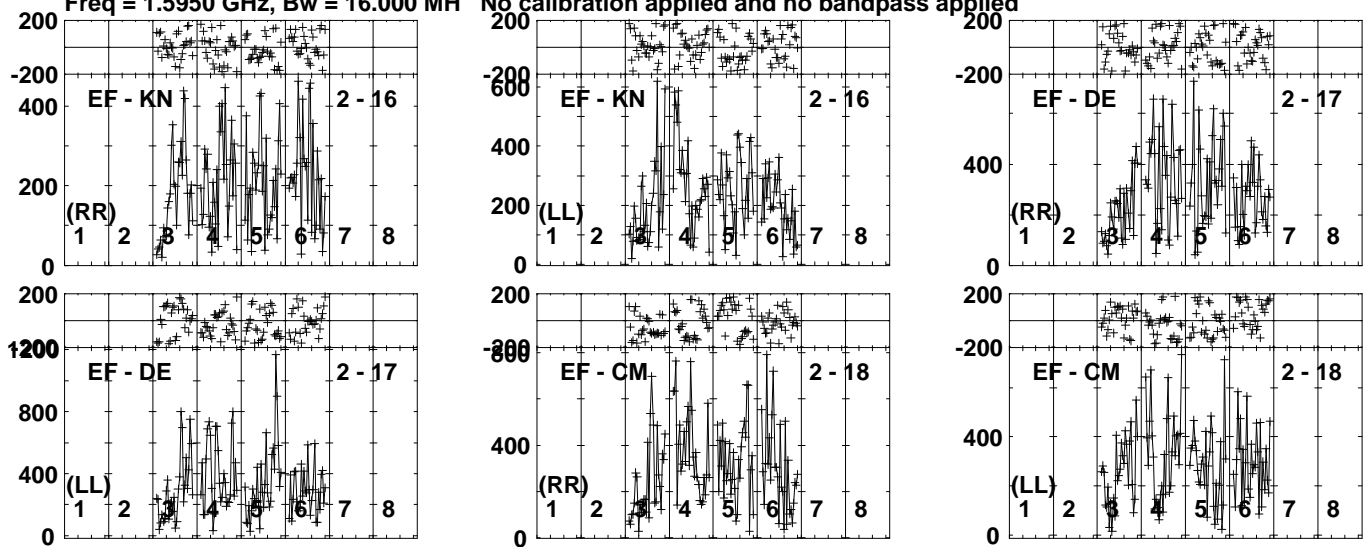 Freq = 1.5950 GHz, Bw = 16.000 MH No calibration applied and no bandpass applied
200 200 200
-200 -200 -200
EF - KN 2 - 16 EF - KN 2 - 16 EF - DE 2 - 17
400 600 400
200 400
200
(RR) (LL) (RR)
1 2 3 4 5 6 7 8 1 2 3 4 5 6 7 8 1 2 3 4 5 6 7 8
0 0 0
200 200 200
-200 -200
EF - DE 2 - 17 EF - CM 2 - 18 EF - CM 2 - 18
800 800 400
400 400
(LL) (RR) (LL)
1 2 3 4 5 6 7 8 1 2 3 4 5 6 7 8 1 2 3 4 5 6 7 8
0 0 0